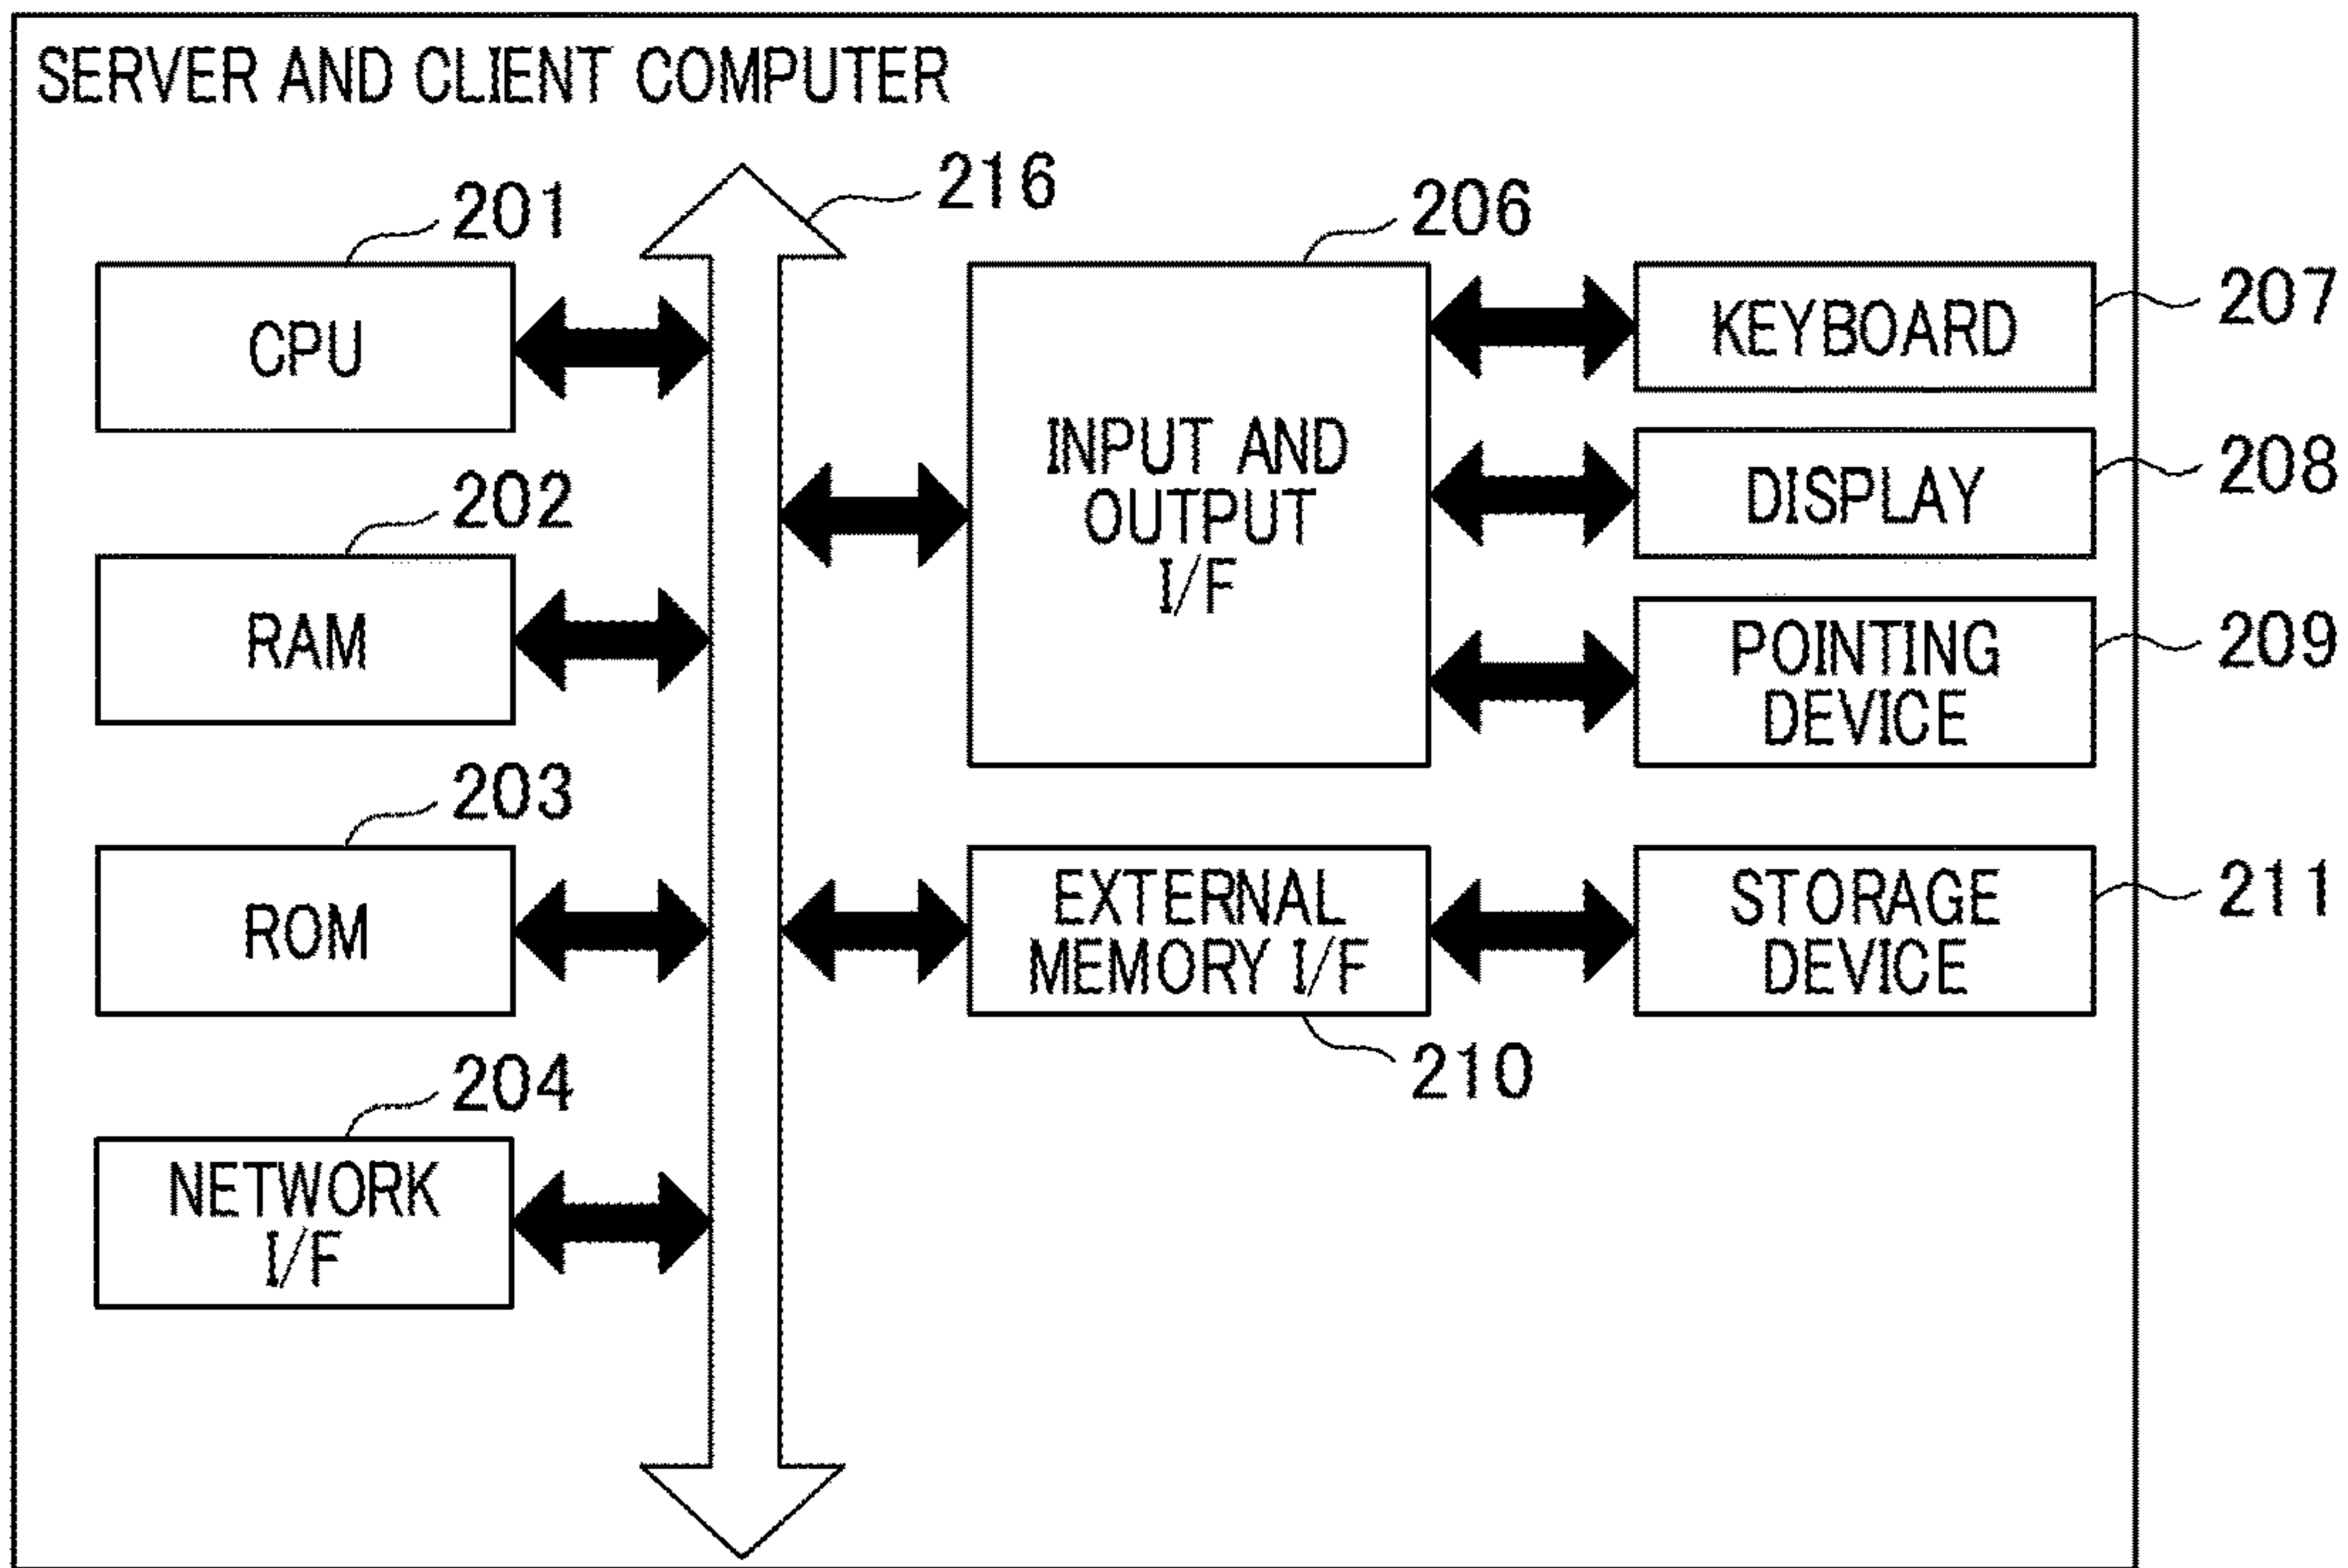 SERVER AND CLIENT COMPUTER
216
201
CPU
202
RAM
203
ROM
204
NETWORK
I/F
206
INPUT AND
OUTPUT
I/F
KEYBOARD
207
DISPLAY
208
POINTING
DEVICE
209
EXTERNAL
MEMORY I/F
210
STORAGE
DEVICE
211